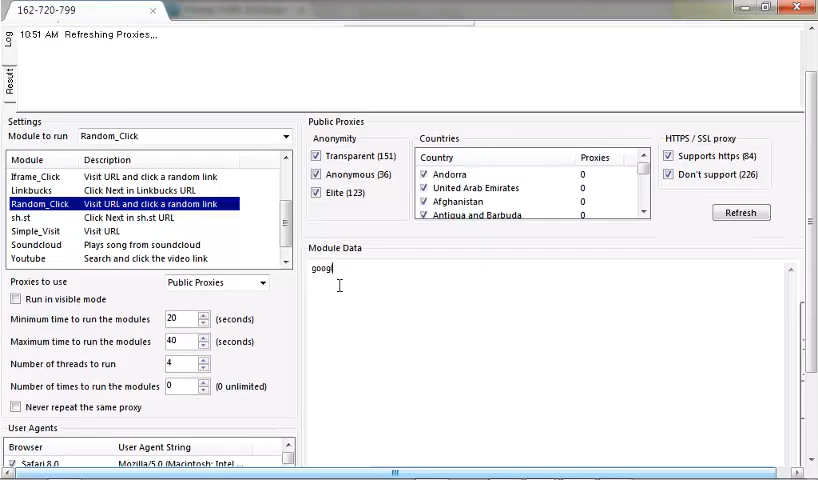 162-720-799
Log
10:51 AM Refreshing Proxies...
Result
Settings
Module to run Random_Click
Module Description
Iframe_Click Visit URL and click a random link
Linkbucks Click Next in Linkbucks URL
Random_Click Visit URL and click a random link
sh.st Click Next in sh.st URL
Simple_Visit Visit URL
Soundcloud Plays song from soundcloud
Youtube Search and click the video link
Proxies to use Public Proxies
Run in visible mode
Minimum time to run the modules 20 (seconds)
Maximum time to run the modules 40 (seconds)
Number of threads to run 4
Number of times to run the modules 0 (0 unlimited)
Never repeat the same proxy
User Agents
Browser User Agent String
Safari 8.0 Mozilla/5.0 (Macintosh; Intel ...
Public Proxies
Anonymity
Transparent (151)
Anonymous (36)
Elite (123)
Countries
Country Proxies
Andorra 0
United Arab Emirates 0
Afghanistan 0
Antigua and Barbuda 0
HTTPS / SSL proxy
Supports https (84)
Don't support (226)
Refresh
Module Data
googl